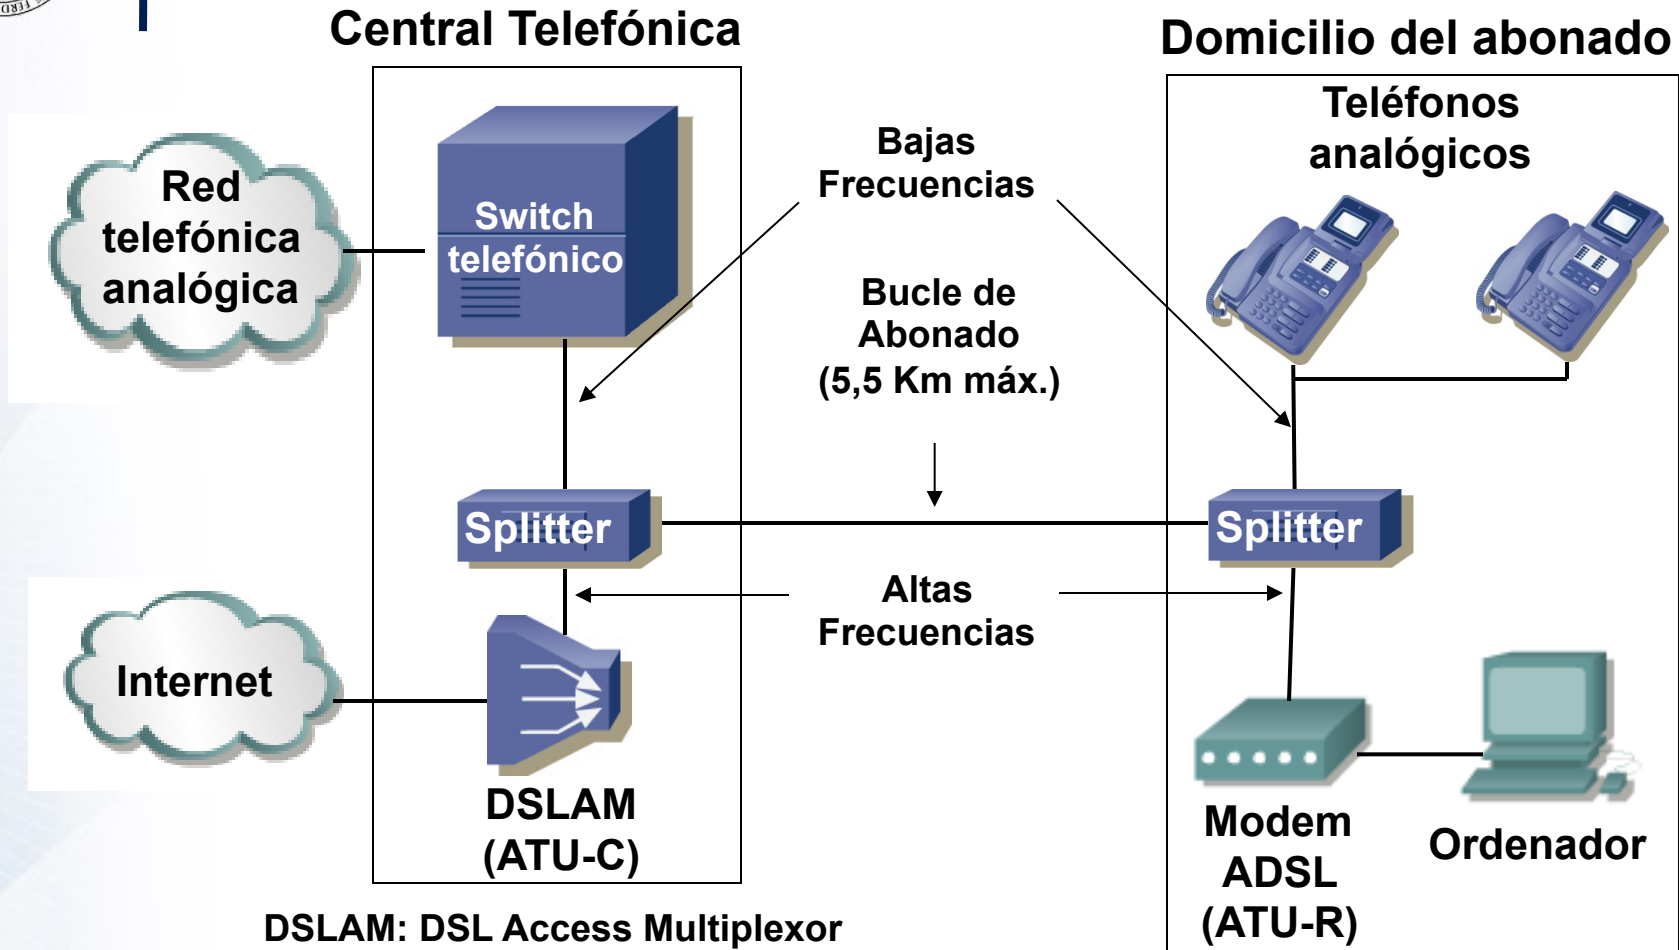 Central Telefónica
Domicilio del abonado
Red
telefónica
analógica
Switch
telefónico
Bajas
Frecuencias
Teléfonos
analógicos
Bucle de
Abonado
(5,5 Km máx.)
Splitter
Splitter
Altas
Frecuencias
Internet
DSLAM
(ATU-C)
Modem
ADSL
(ATU-R)
Ordenador
DSLAM: DSL Access Multiplexor